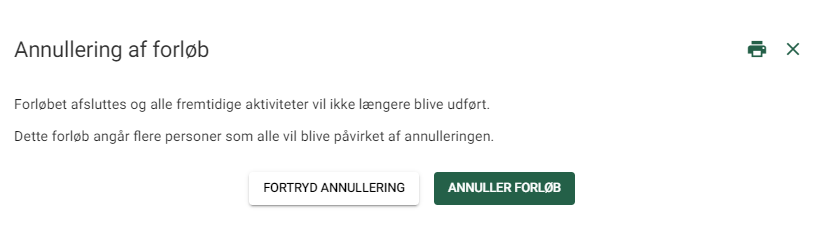 Annullering af forløb
Forløbet afsluttes og alle fremtidige aktiviteter vil ikke længere blive udført.
Dette forløb angår flere personer som alle vil blive påvirket af annulleringen.
FORTRYD ANNULLERING
ANNULLER FORLØB